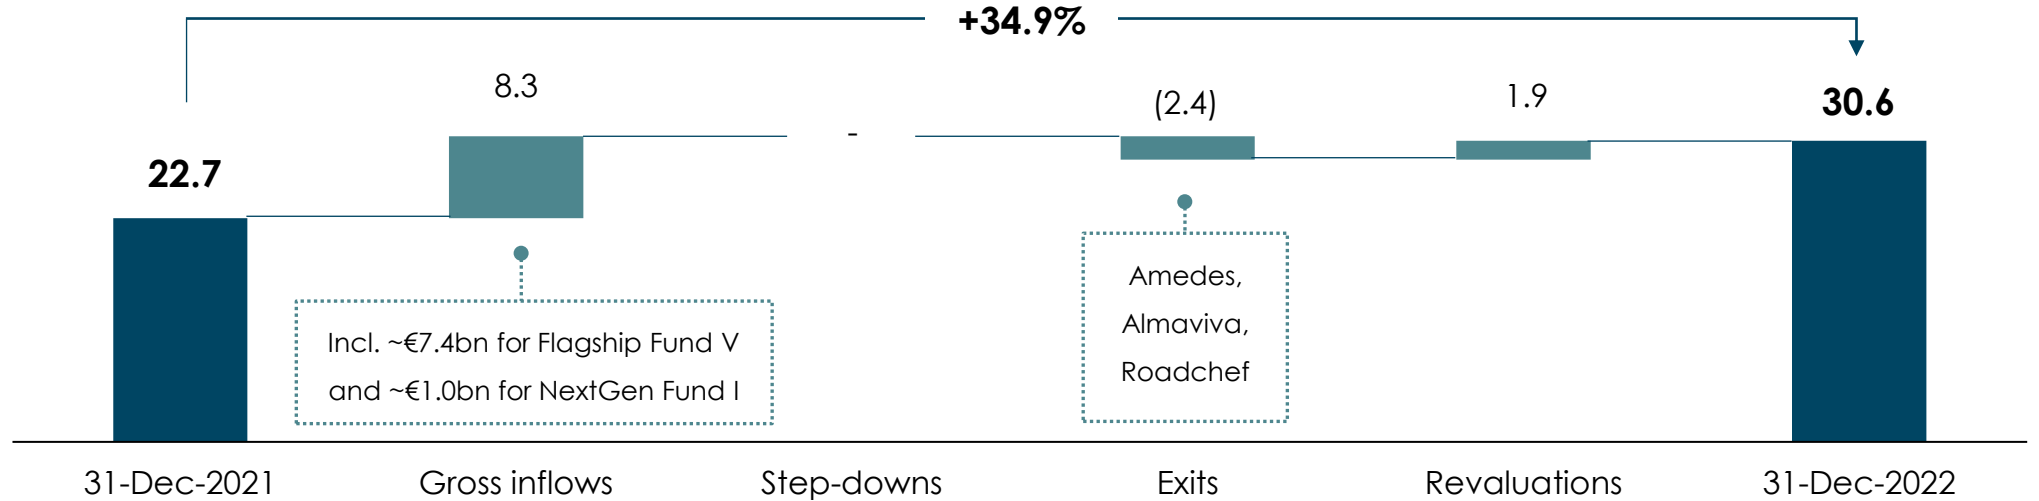 +34.9%
22.7
8.3
-
(2.4)
1.9
30.6
Incl. ~€7.4bn for Flagship Fund V
and ~€1.0bn for NextGen Fund I
Amedes,
Almaviva,
Roadchef
31-Dec-2021
Gross inflows
Step-downs
Exits
Revaluations
31-Dec-2022